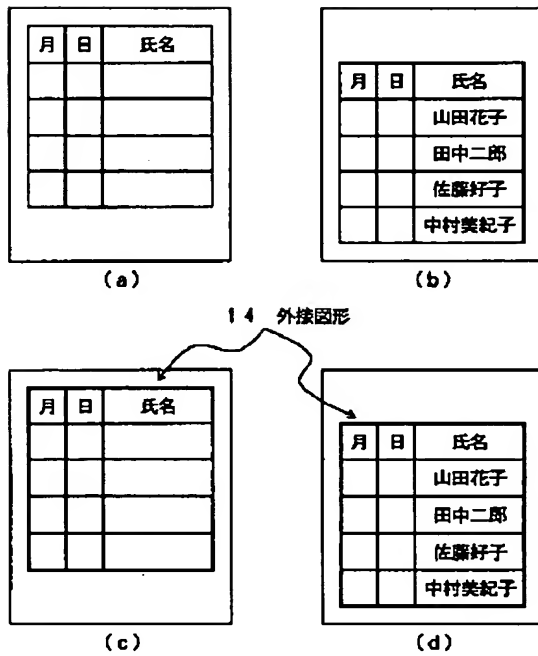 月 日 氏名
月 日 氏名
山田花子
田中二郎
佐藤好子
中村美紀子
(a)
(b)
14 外接図形
月 日 氏名
月 日 氏名
山田花子
田中二郎
佐藤好子
中村美紀子
(c)
(d)